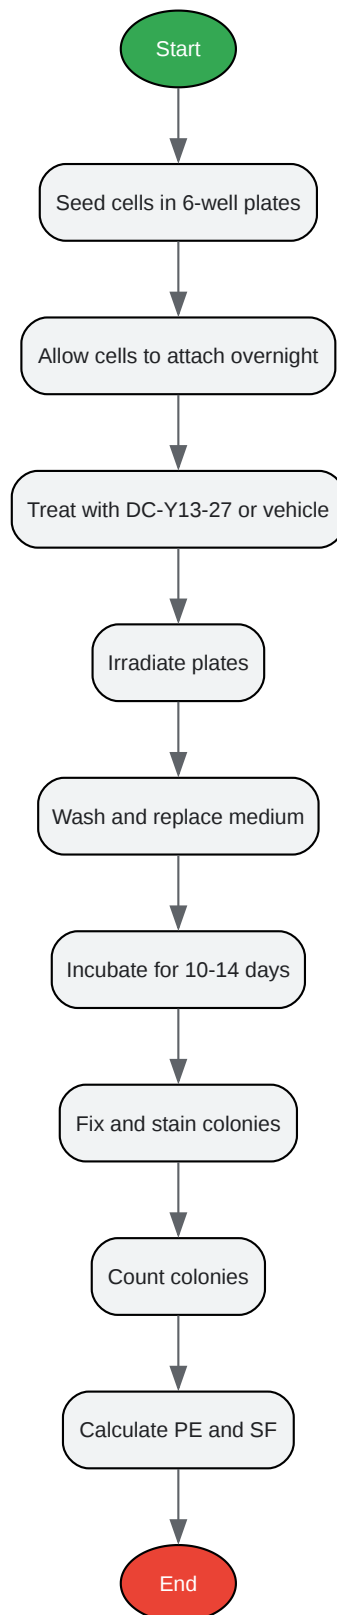 Start
Seed cells in 6-well plates
Allow cells to attach overnight
Treat with DC-Y13-27 or vehicle
Irradiate plates
Wash and replace medium
Incubate for 10-14 days
Fix and stain colonies
Count colonies
Calculate PE and SF
End